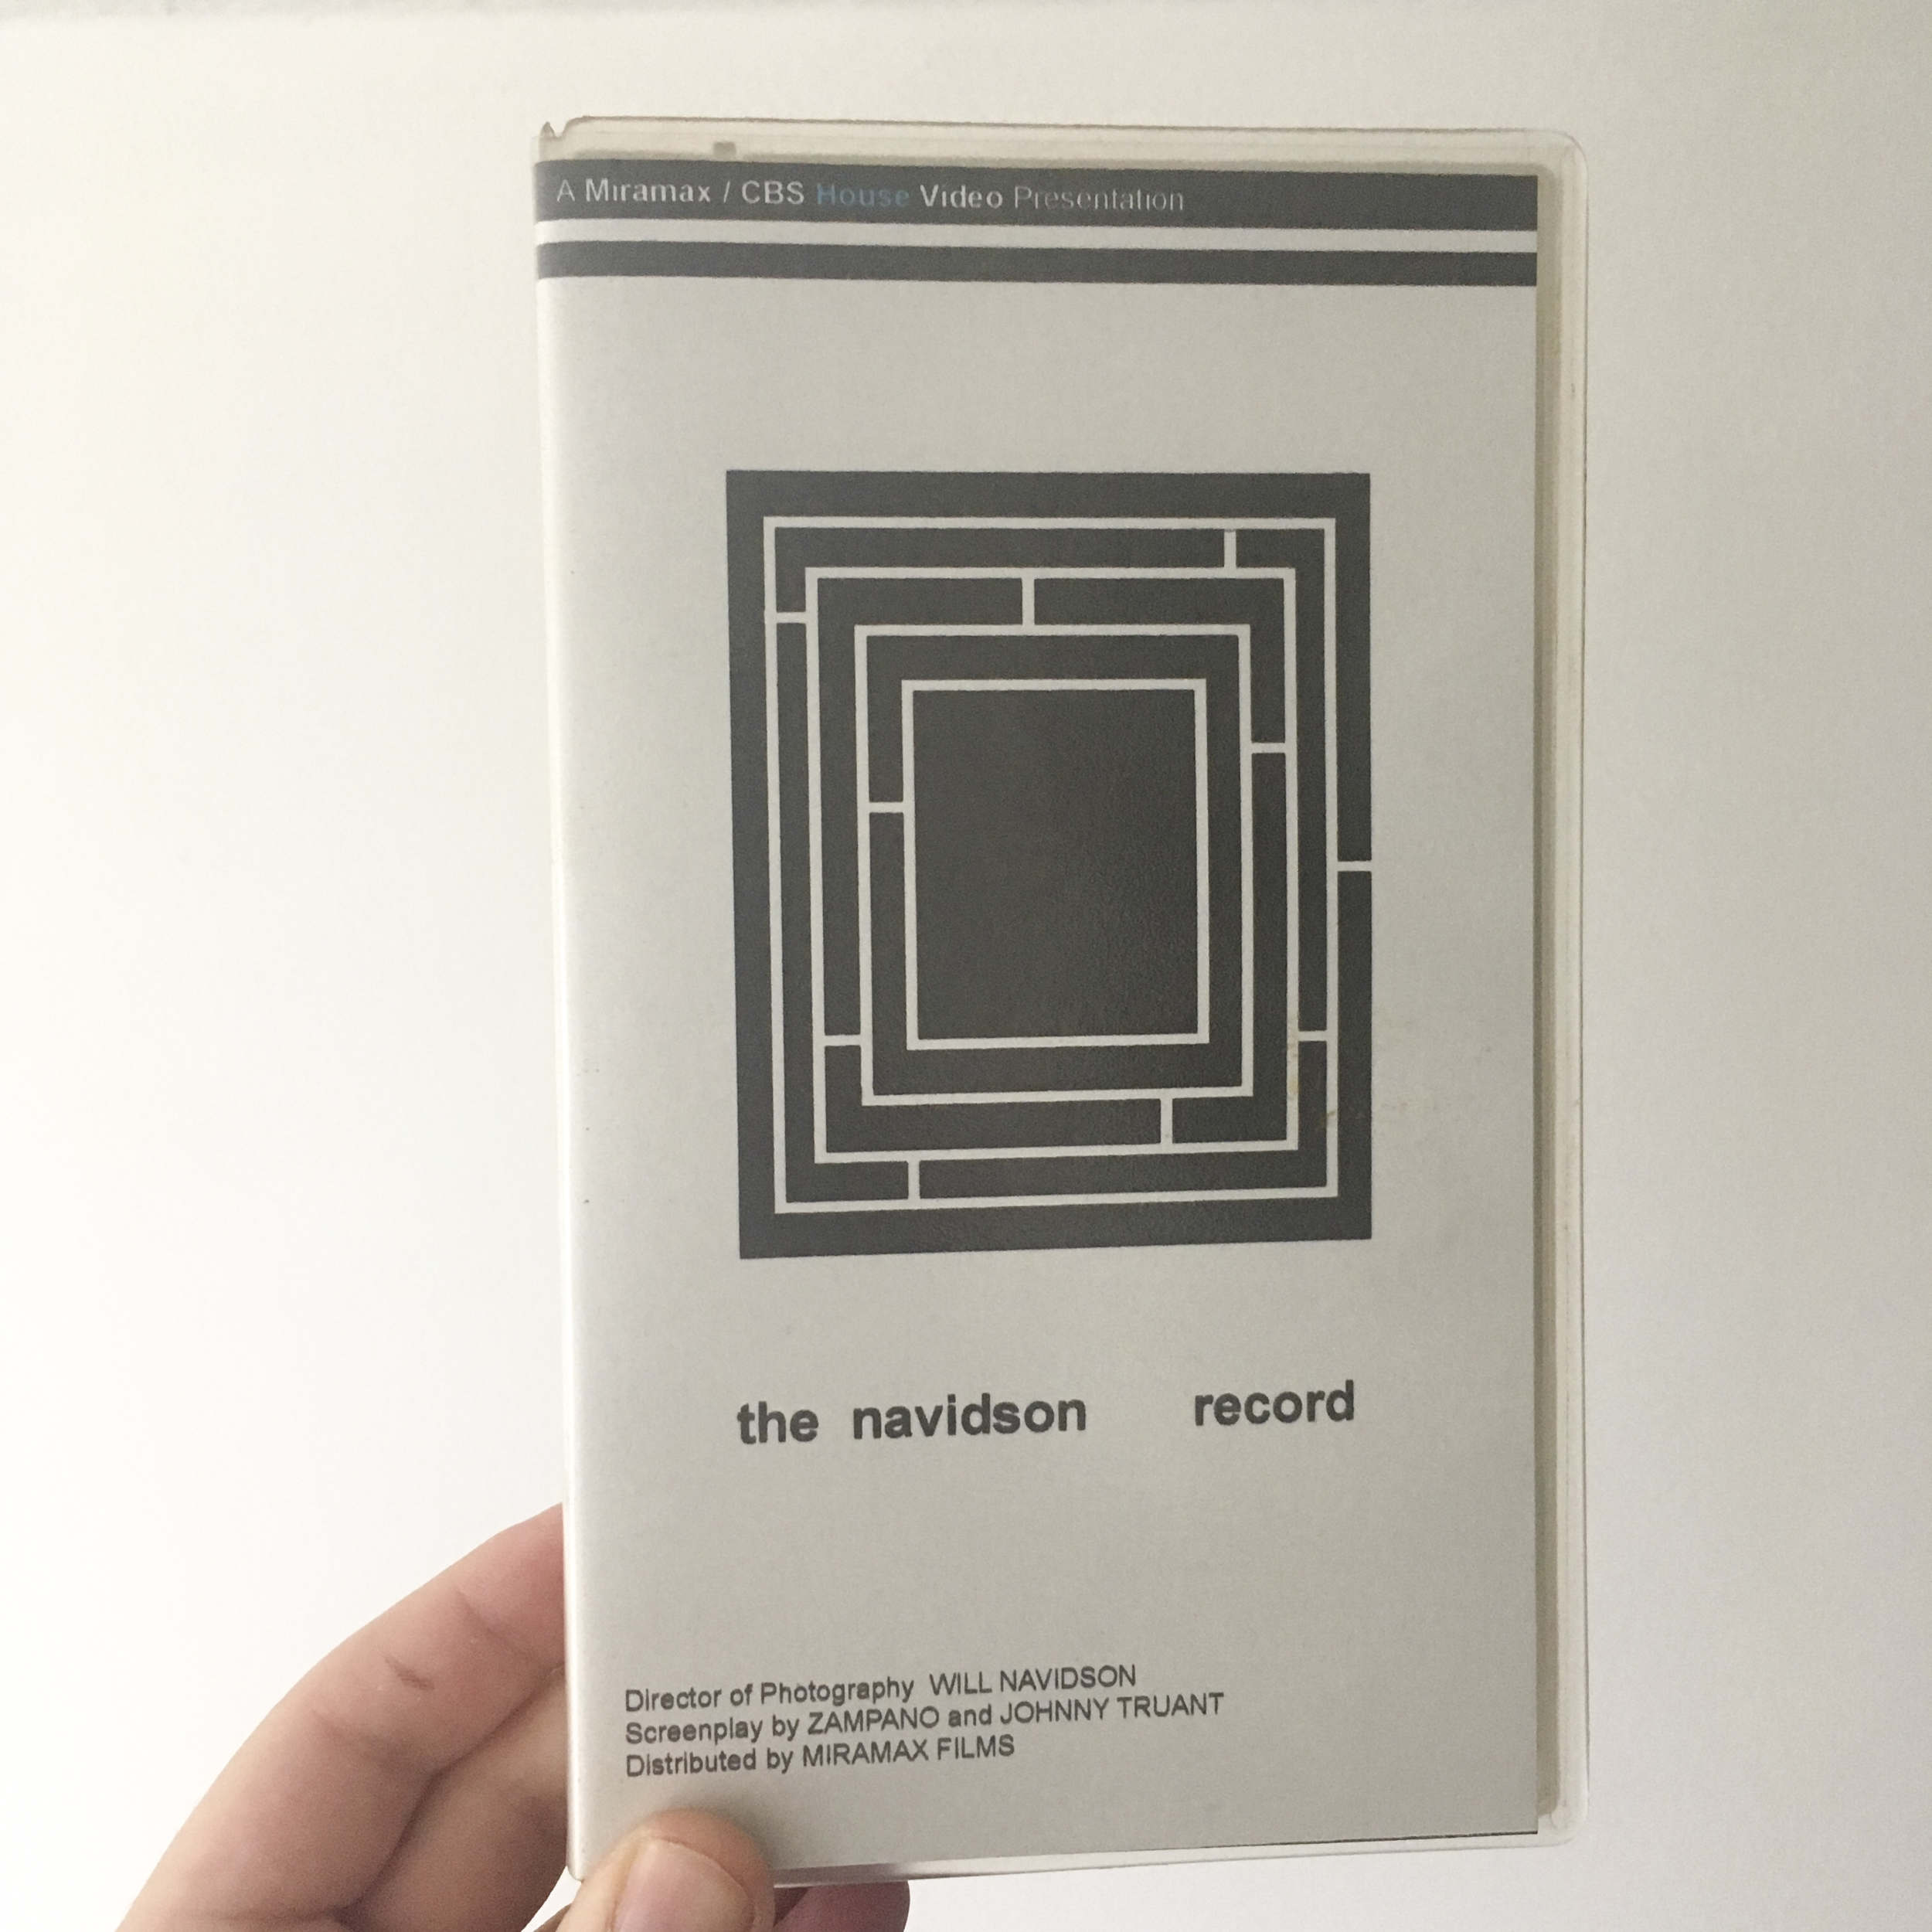 A Miramax / CBS House Video Presentation
the navidson record
Director of Photography WILL NAVIDSON
Screenplay by ZAMPANO and JOHNNY TRUANT
Distributed by MIRAMAX FILMS